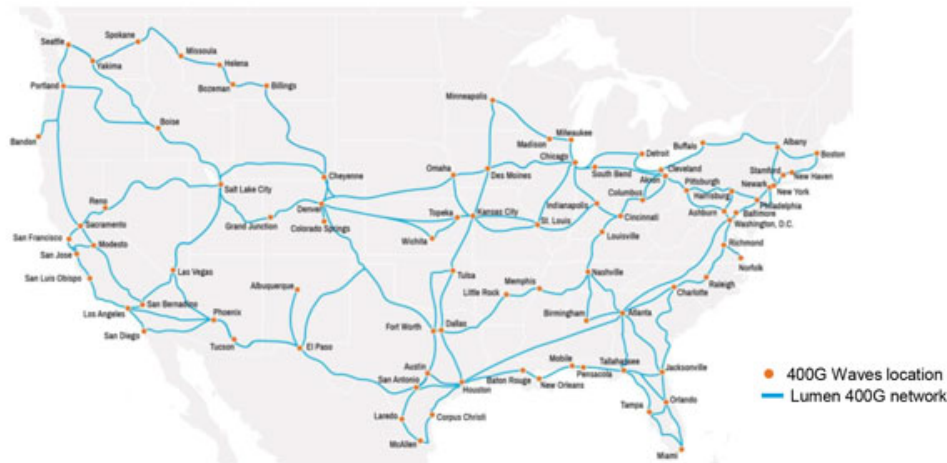 Seattle
Spokane
Missoula
Yakima
Helena
Portland
Bozeman
Billings
Boise
Bandon
Minneapolis
Madison
Milwaukee
Chicago
Detroit
Buffalo
Albany
Boston
Stamford
New Haven
Cleveland
South Bend
Akron
Pittsburgh
Newark
New York
Harrisburg
Philadelphia
Columbus
Baltimore
Ashburn
Washington, D.C.
Cheyenne
Omaha
Des Moines
Salt Lake City
Reno
Denver
Indianapolis
Cincinnati
Sacramento
Grand Junction
Colorado Springs
Topeka
Kansas City
St. Louis
Louisville
Richmond
San Francisco
Modesto
Wichita
Norfolk
San Jose
Las Vegas
Tulsa
Memphis
Nashville
San Luis Obispo
Albuquerque
Little Rock
Charlotte
Raleigh
San Bernadino
Los Angeles
Phoenix
Birmingham
Atlanta
San Diego
Fort Worth
Dallas
Tucson
El Paso
Austin
Mobile
Tallahassee
San Antonio
Pensacola
Jacksonville
Houston
Baton Rouge
New Orleans
Laredo
Corpus Christi
Orlando
Tampa
McAllen
Miami
400G Waves location
Lumen 400G network